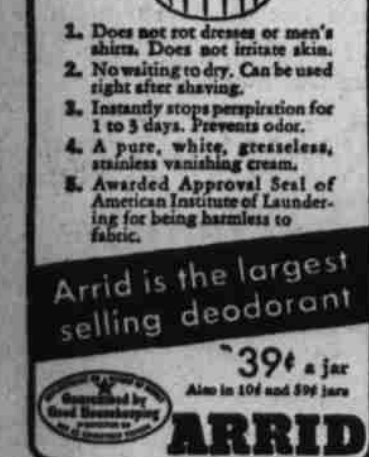 1. Does not rot dresses or men's
shirts. Does not irritate skin.
2. No waiting to dry. Can be used
right after shaving.
3. Instantly stops perspiration for
1 to 3 days. Prevents odor.
4. A pure, white, greaseless,
stainless vanishing cream.
5. Awarded Approval Seal of
American Institute of Launder-
ing for being harmless to
fabric.
Arrid is the largest
selling deodorant
39¢ a jar
Also in 10¢ and 59¢ jars
Guaranteed by
Good Housekeeping
ARRID